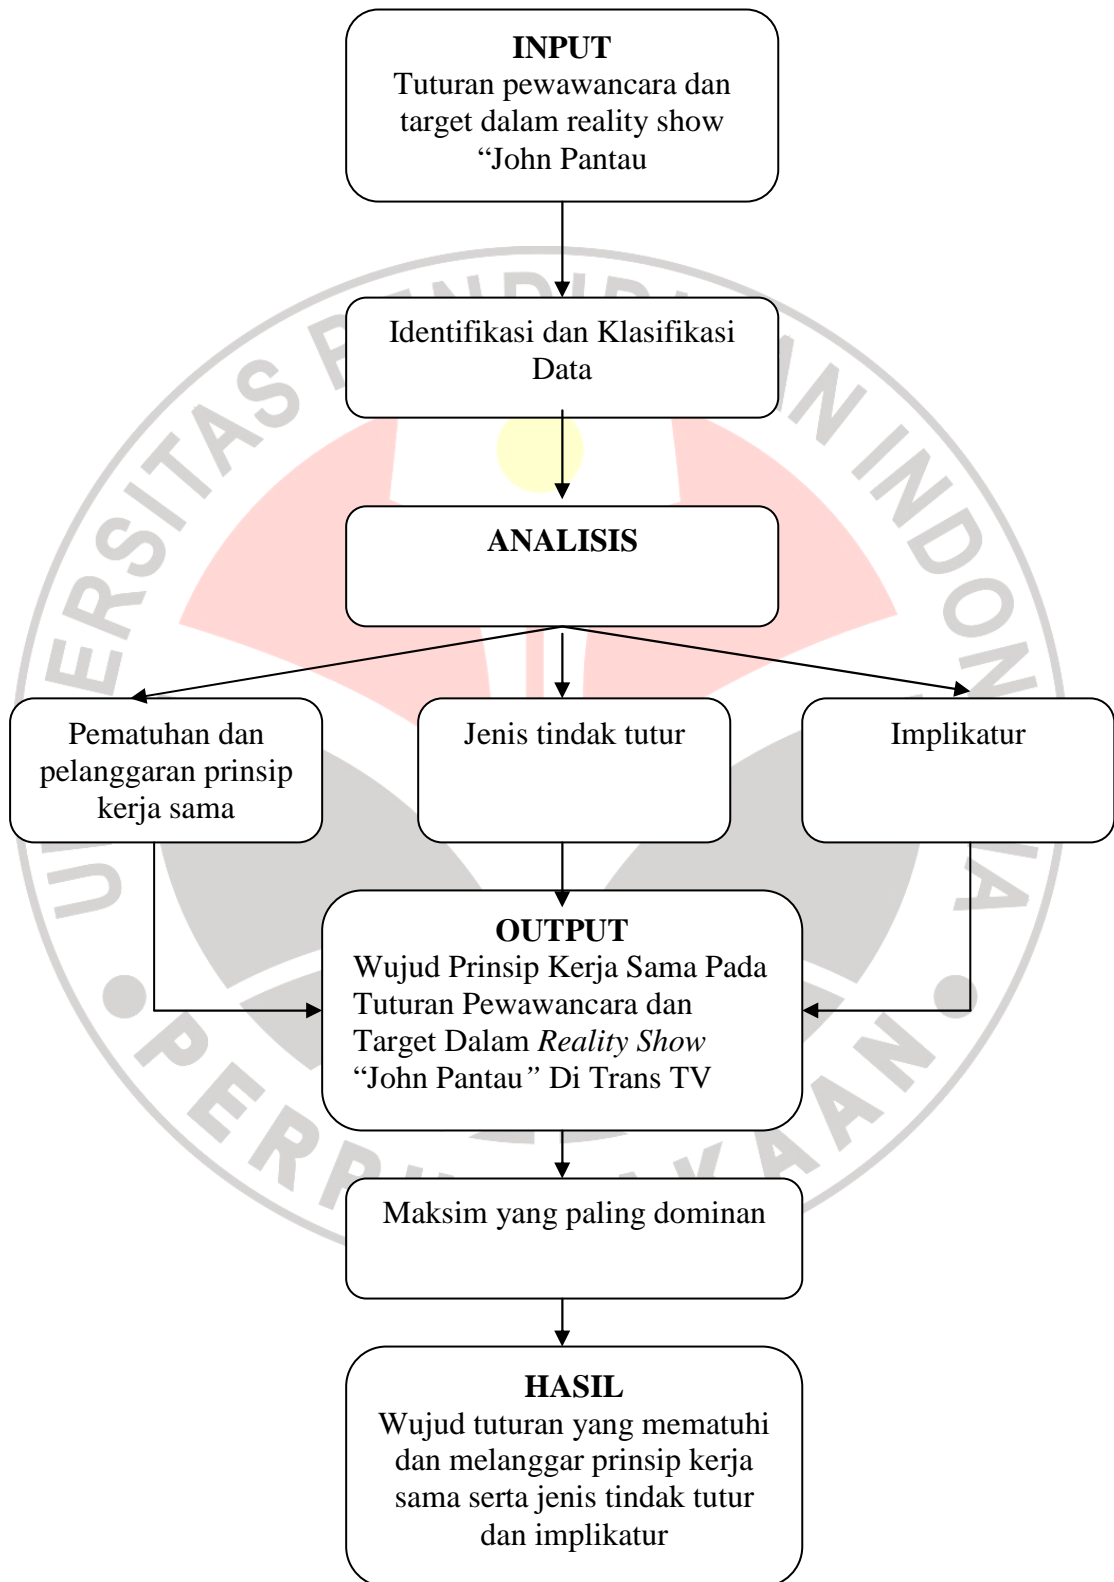 INPUT
Tuturan pewawancara dan
target dalam reality show
“John Pantau
Identifikasi dan Klasifikasi
Data
ANALISIS
Pematuhan dan
pelanggaran prinsip
kerja sama
Jenis tindak tutur
Implikatur
OUTPUT
Wujud Prinsip Kerja Sama Pada
Tuturan Pewawancara dan
Target Dalam Reality Show
“John Pantau” Di Trans TV
Maksim yang paling dominan
HASIL
Wujud tuturan yang mematuhi
dan melanggar prinsip kerja
sama serta jenis tindak tutur
dan implikatur